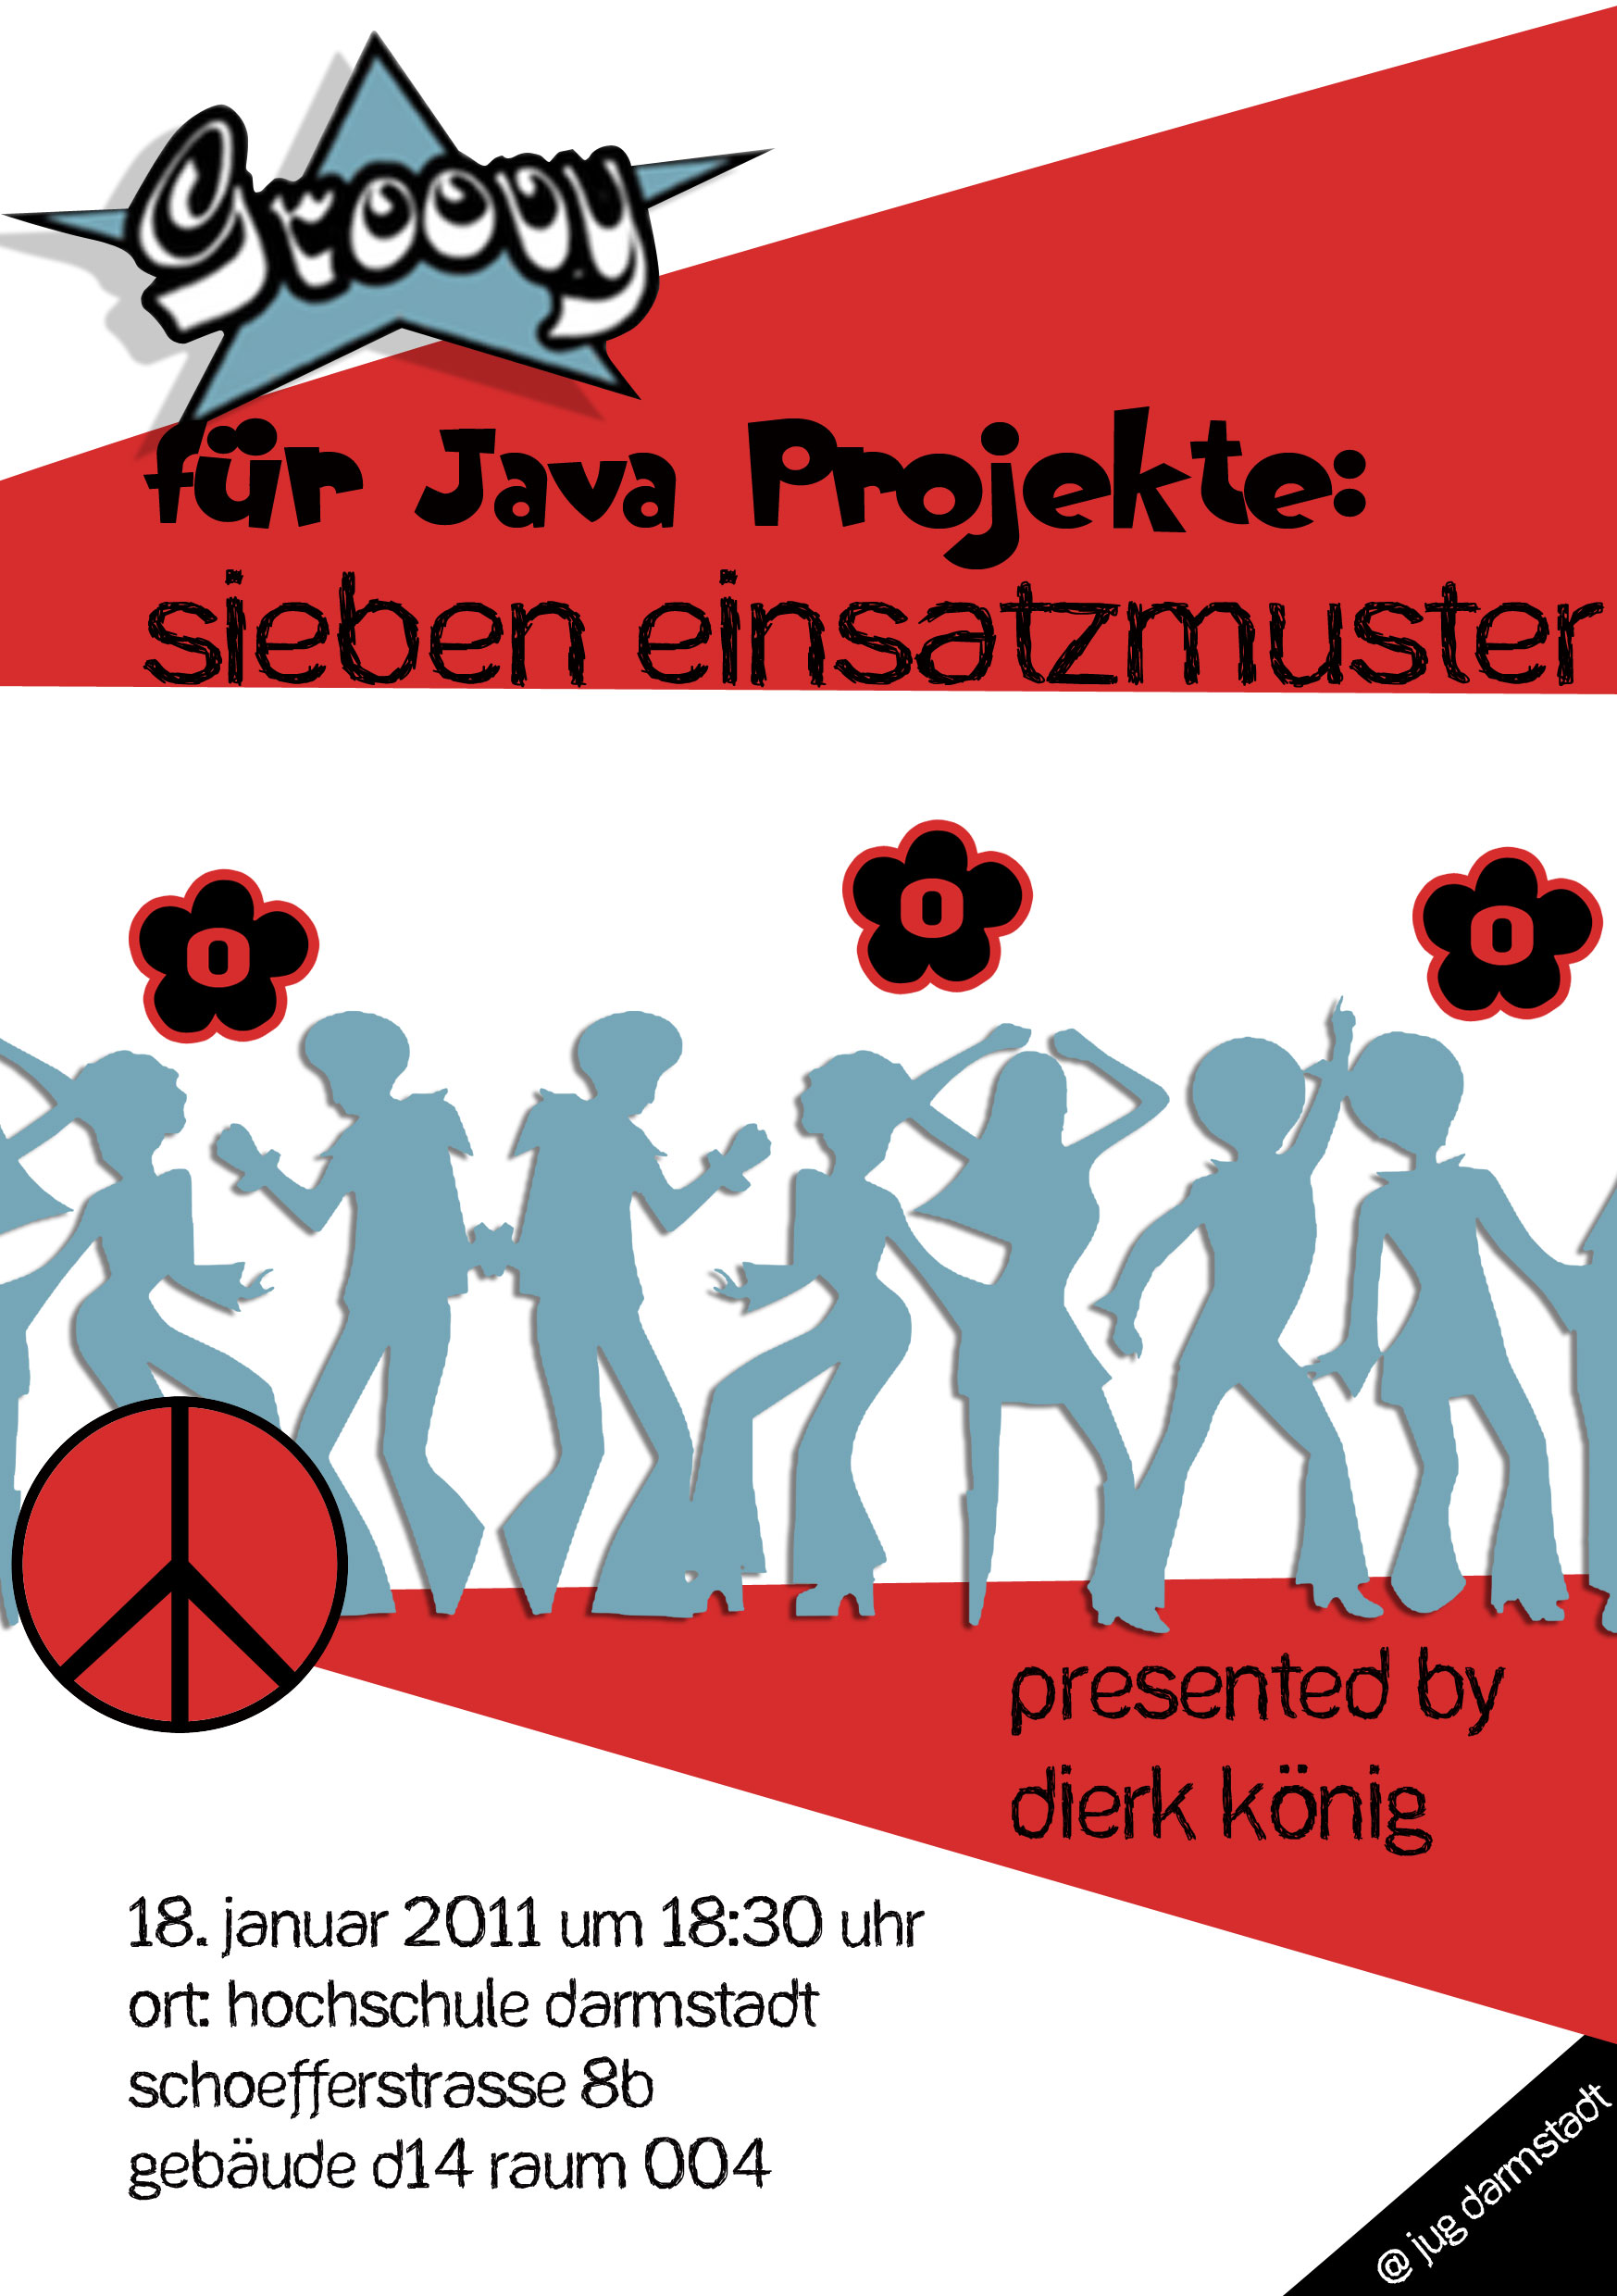 Groovy
für Java Projekte:
sieben einsatzmuster
presented by
dierk könig
18. januar 2011 um 18:30 uhr
ort: hochschule darmstadt
schoefferstrasse 8b
gebäude d14 raum 004
@ jug darmstadt